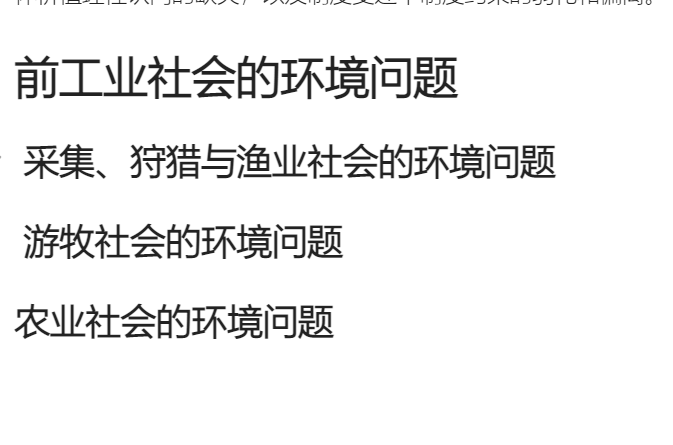 前工业社会的环境问题
采集、狩猎与渔业社会的环境问题
游牧社会的环境问题
农业社会的环境问题